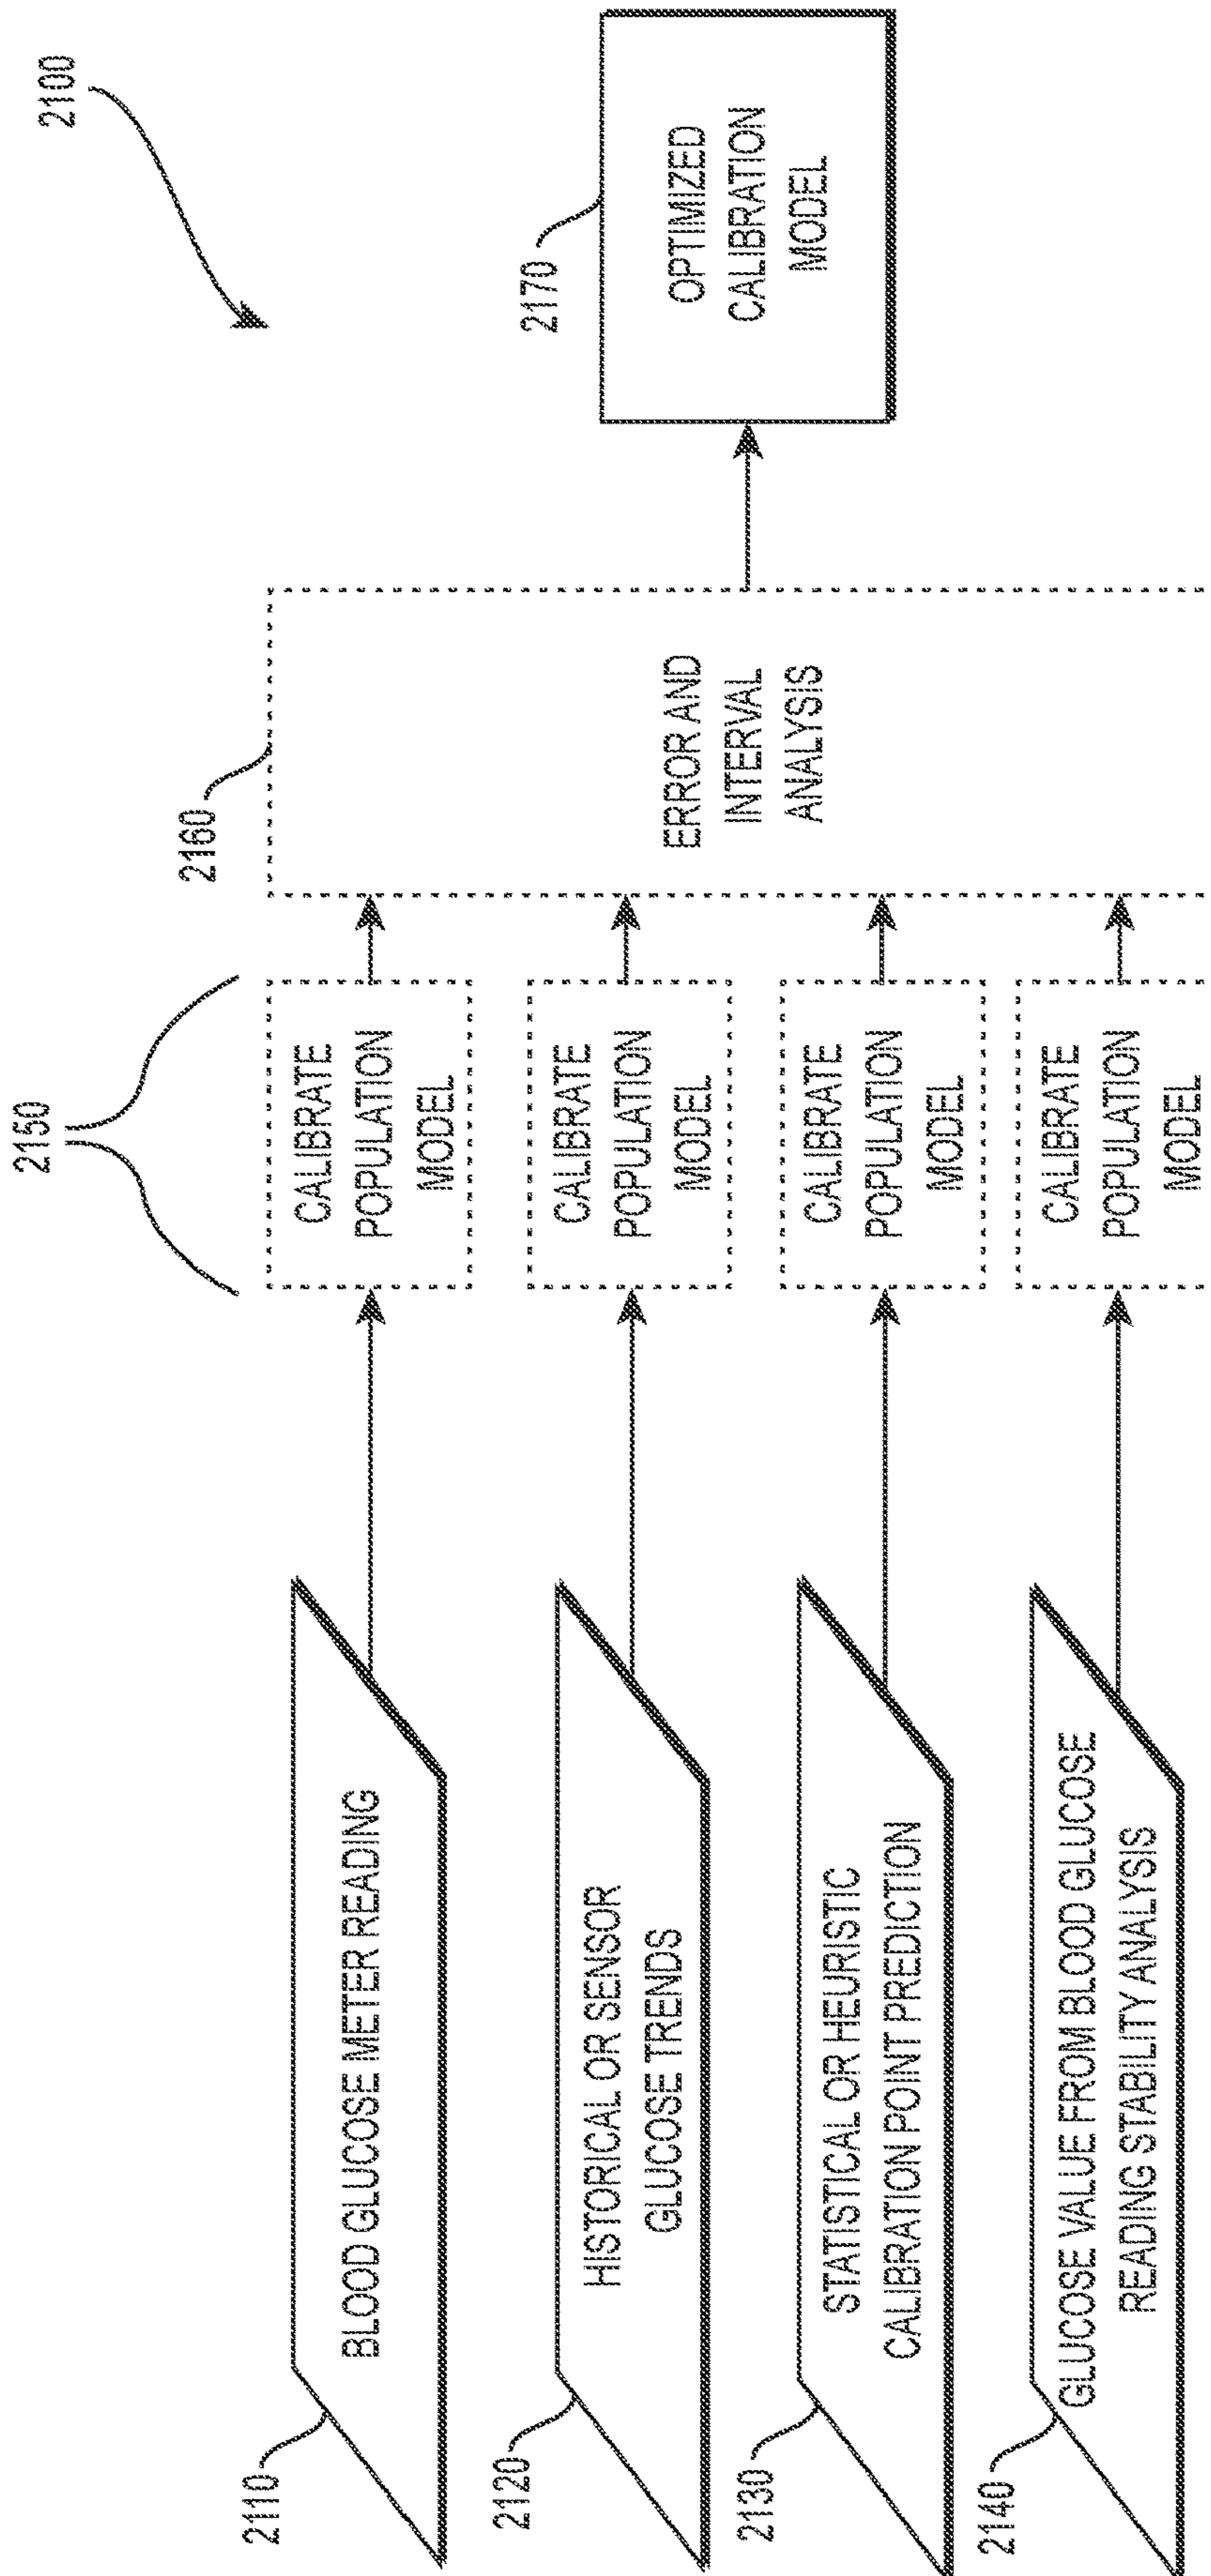 2100
2110
BLOOD GLUCOSE METER READING
2120
HISTORICAL OR SENSOR
GLUCOSE TRENDS
2130
STATISTICAL OR HEURISTIC
CALIBRATION POINT PREDICTION
2140
GLUCOSE VALUE FROM BLOOD GLUCOSE
READING STABILITY ANALYSIS
2150
CALIBRATE
POPULATION
MODEL
CALIBRATE
POPULATION
MODEL
CALIBRATE
POPULATION
MODEL
CALIBRATE
POPULATION
MODEL
2160
ERROR AND
INTERVAL
ANALYSIS
2170
OPTIMIZED
CALIBRATION
MODEL